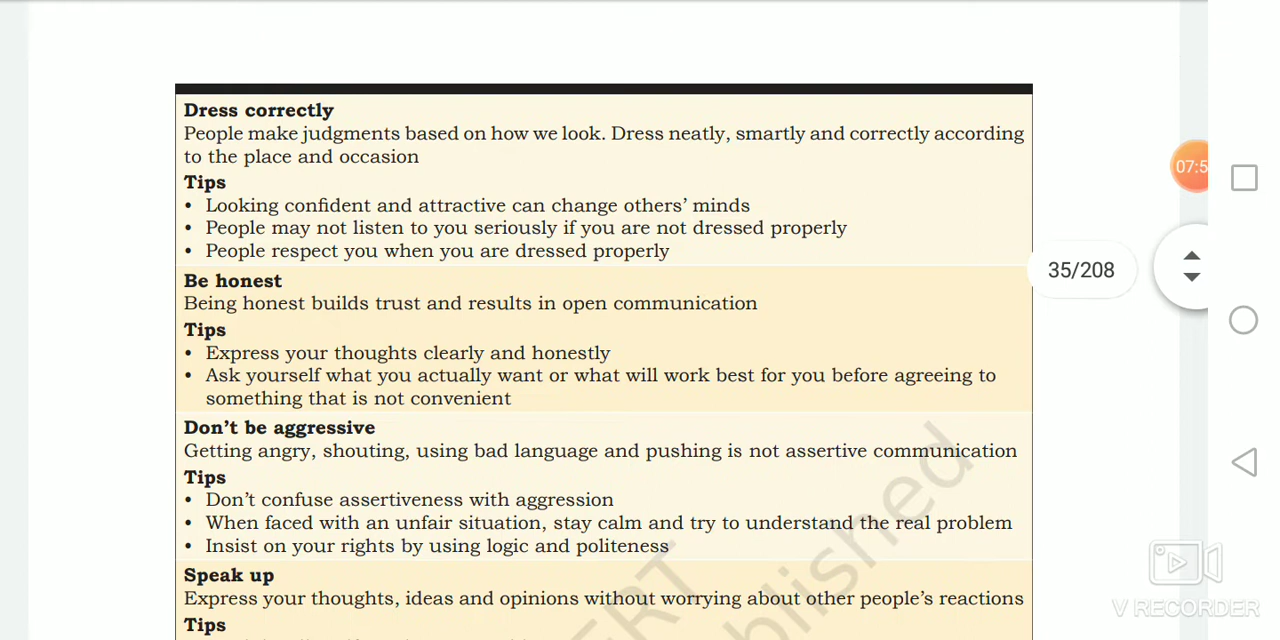 Dress correctly
People make judgments based on how we look. Dress neatly, smartly and correctly according
to the place and occasion
Tips
• Looking confident and attractive can change others’ minds
• People may not listen to you seriously if you are not dressed properly
• People respect you when you are dressed properly
Be honest
Being honest builds trust and results in open communication
Tips
• Express your thoughts clearly and honestly
• Ask yourself what you actually want or what will work best for you before agreeing to
something that is not convenient
Don’t be aggressive
Getting angry, shouting, using bad language and pushing is not assertive communication
Tips
• Don’t confuse assertiveness with aggression
• When faced with an unfair situation, stay calm and try to understand the real problem
• Insist on your rights by using logic and politeness
Speak up
Express your thoughts, ideas and opinions without worrying about other people’s reactions
Tips
07:5
35/208
V RECORDER